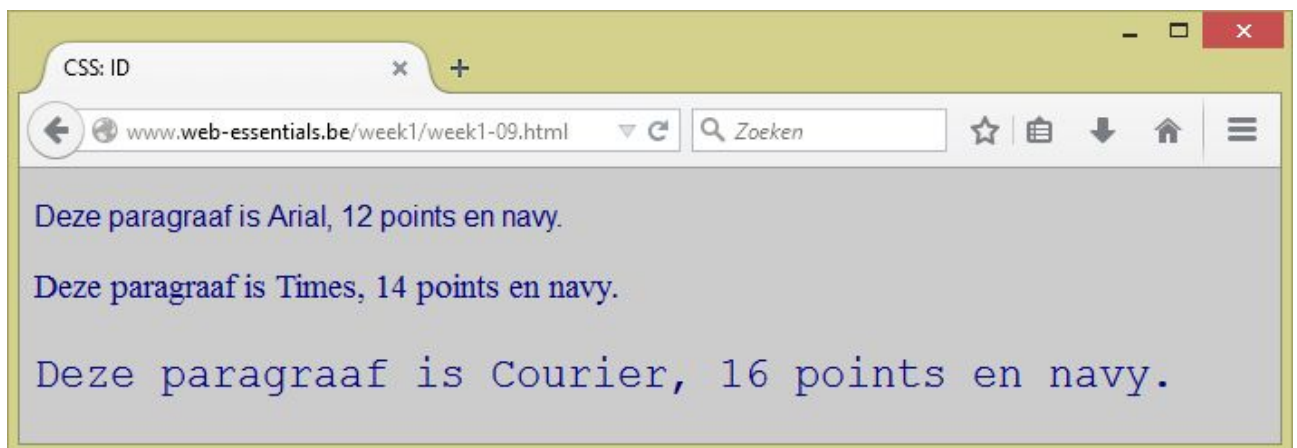 CSS: ID
www.web-essentials.be/week1/week1-09.html
Zoeken
Deze paragraaf is Arial, 12 points en navy.
Deze paragraaf is Times, 14 points en navy.
Deze paragraaf is Courier, 16 points en navy.